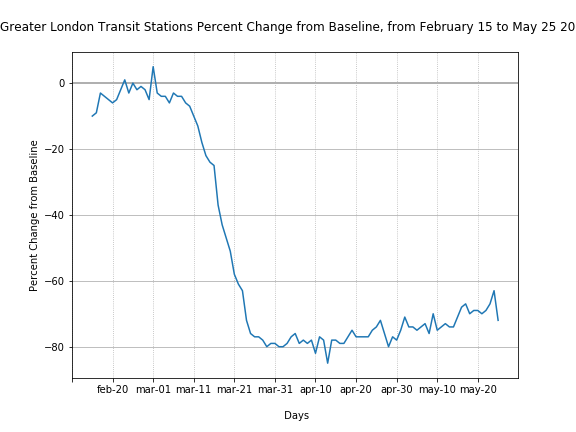 Greater London Transit Stations Percent Change from Baseline, from February 15 to May 25 20
Percent Change from Baseline
0
−20
−40
−60
−80
feb-20 mar-01 mar-11 mar-21 mar-31 apr-10 apr-20 apr-30 may-10 may-20
Days